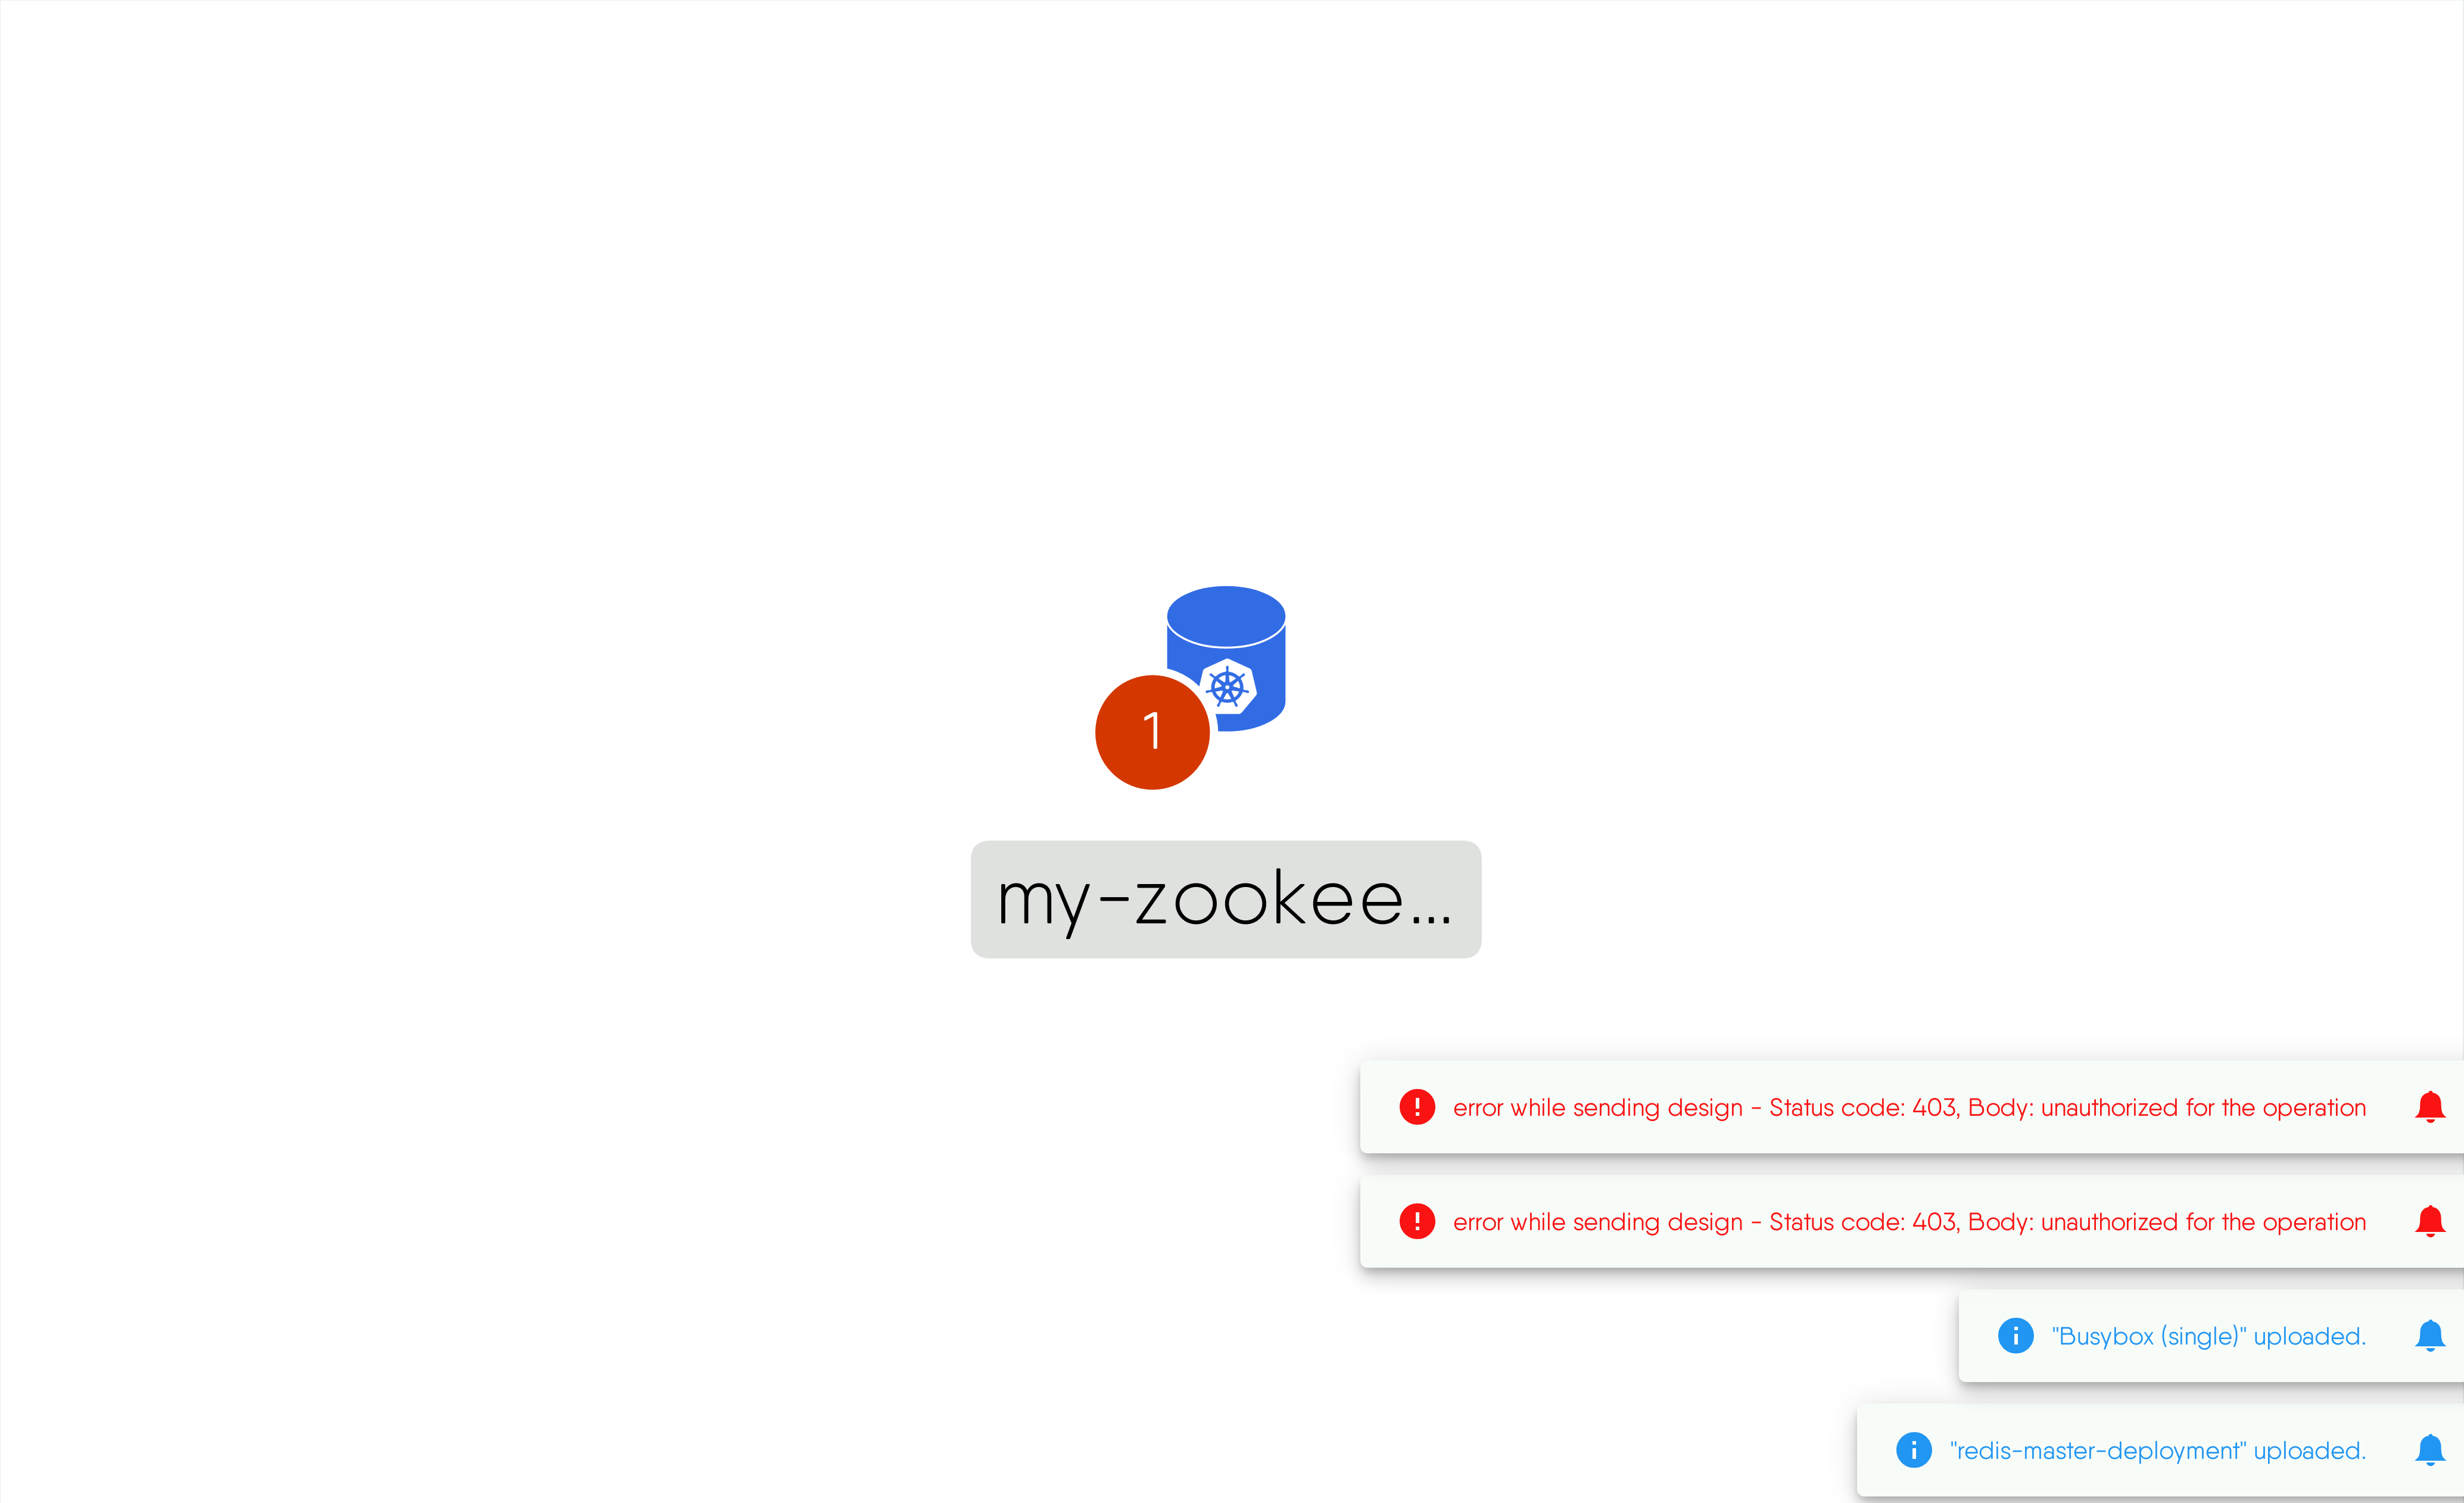 1
my-zookee...
error while sending design - Status code: 403, Body: unauthorized for the operation
error while sending design - Status code: 403, Body: unauthorized for the operation
"Busybox (single)" uploaded.
"redis-master-deployment" uploaded.